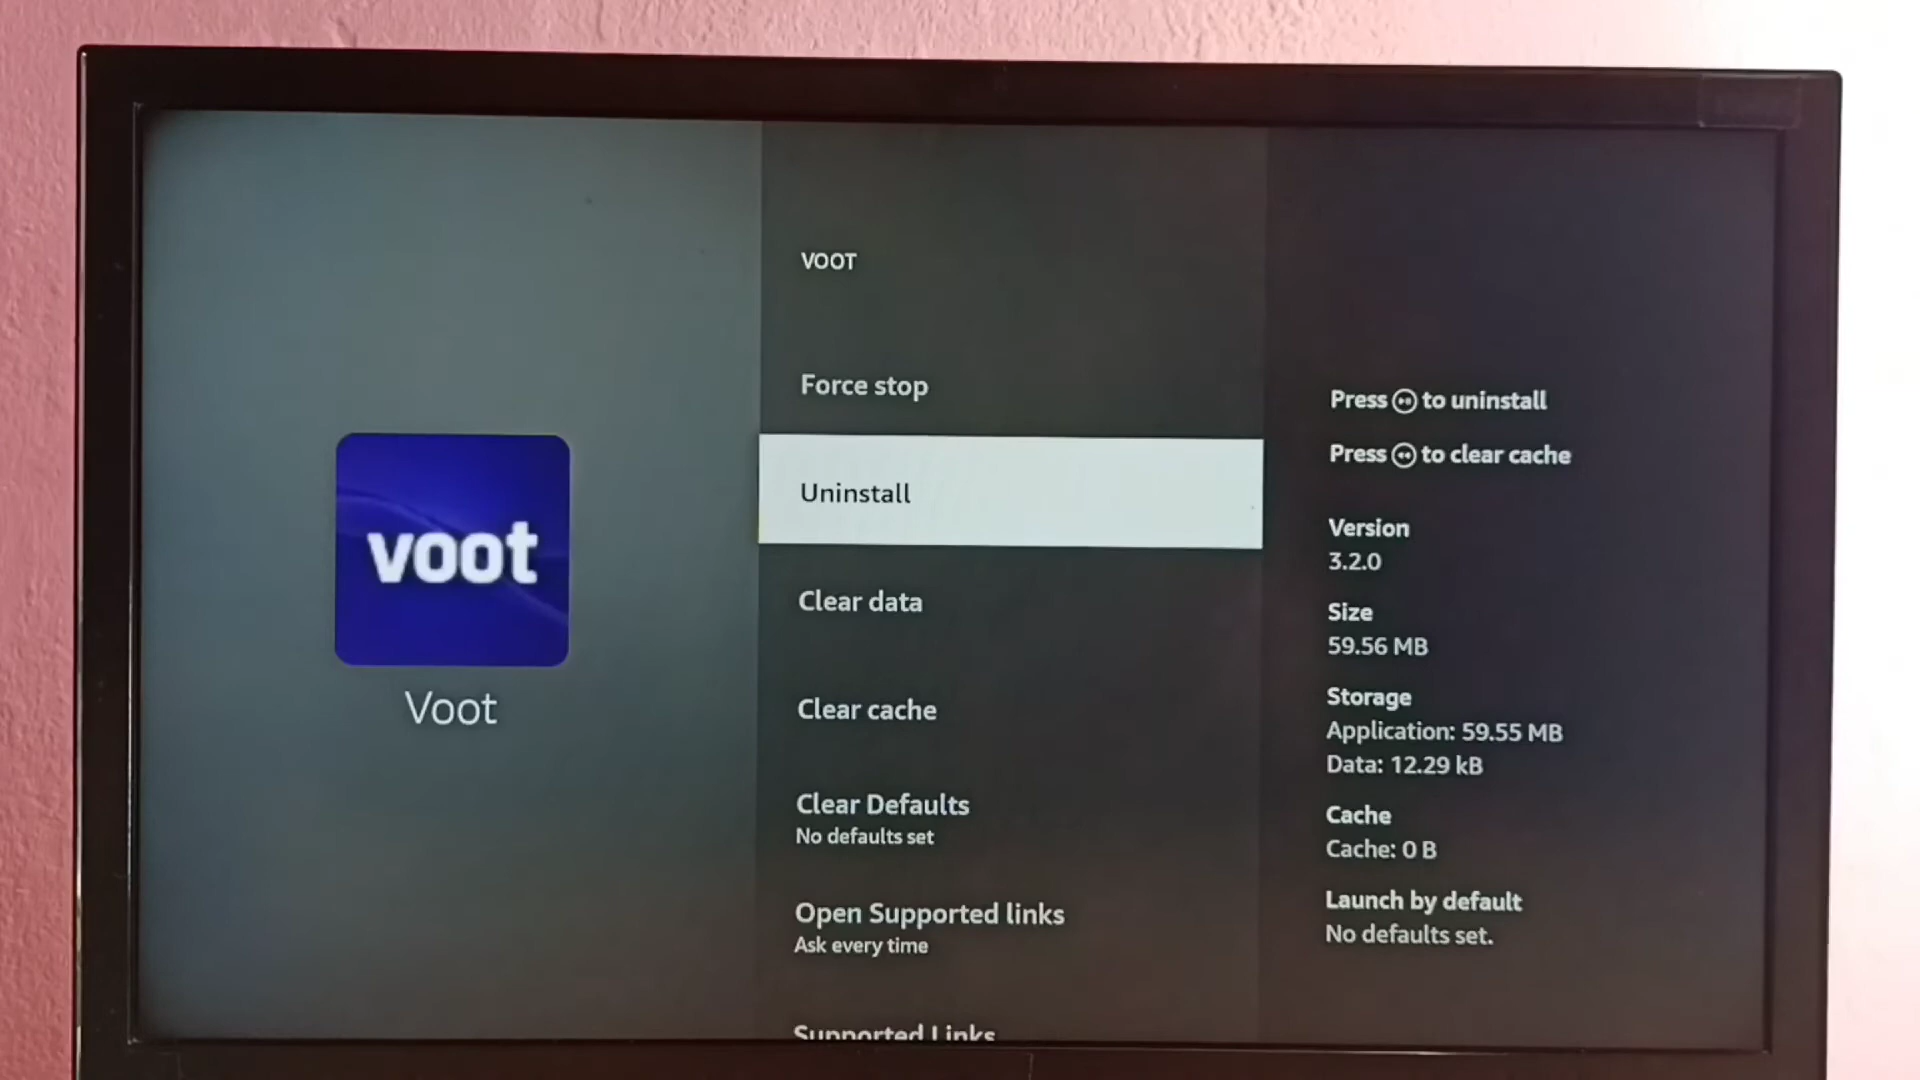 voot
Voot
VOOT
Force stop
Uninstall
Clear data
Clear cache
Clear Defaults
No defaults set
Open Supported links
Ask every time
Supported Links
Press to uninstall
Press to clear cache
Version
3.2.0
Size
59.56 MB
Storage
Application: 59.55 MB
Data: 12.29 kB
Cache
Cache: 0 B
Launch by default
No defaults set.